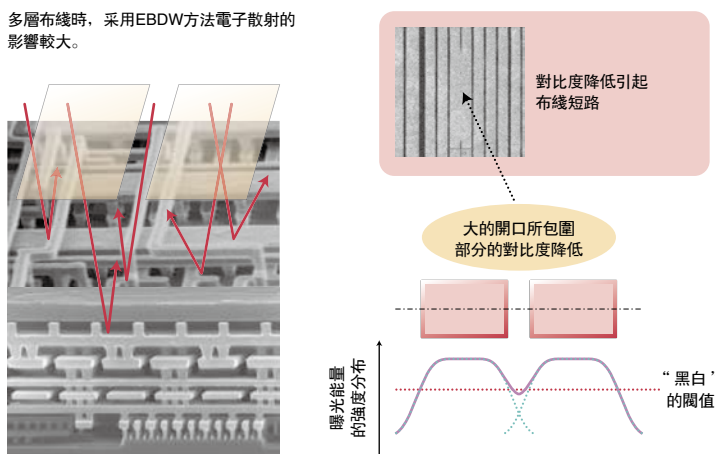 多層布綫時，采用EBDW方法電子散射的
影響較大。
對比度降低引起
布綫短路
大的開口所包圍
部分的對比度降低
曝光能量
的強度分布
“黑白’
的閾值